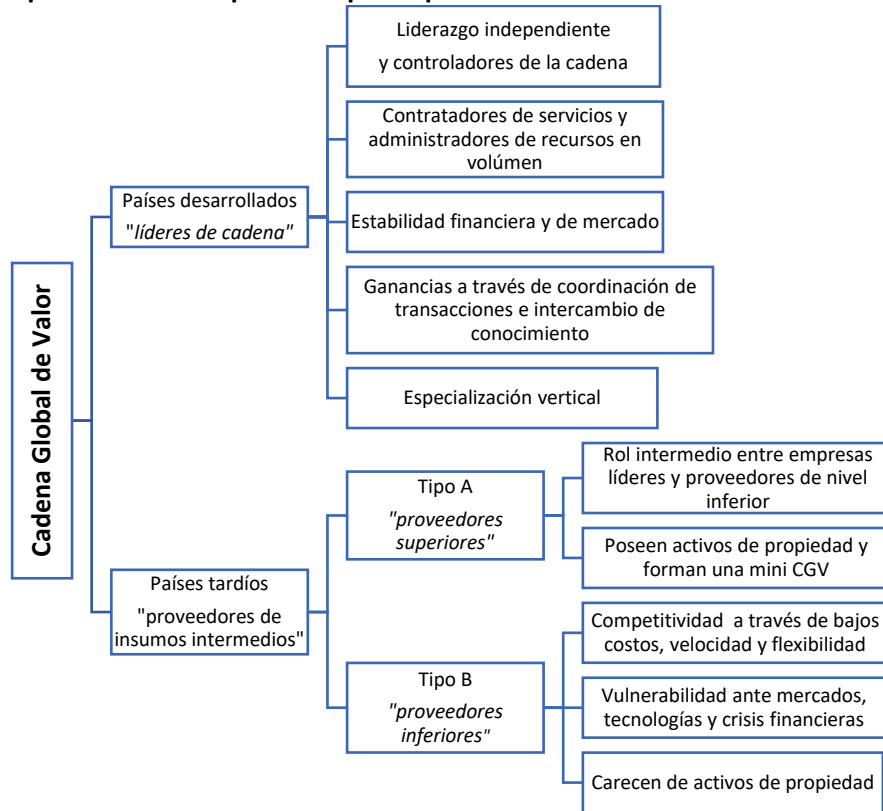 Liderazgo independiente
y controladores de la cadena
Contratadores de servicios y
administradores de recursos en
volúmen
Países desarrollados
"líderes de cadena"
Estabilidad financiera y de mercado
Ganancias a través de coordinación de
transacciones e intercambio de
conocimiento
Especialización vertical
Cadena Global de Valor
Países tardíos
"proveedores de
insumos intermedios"
Tipo A
"proveedores
superiores"
Rol intermedio entre empresas
líderes y proveedores de nivel
inferior
Poseen activos de propiedad y
forman una mini CGV
Tipo B
"proveedores
inferiores"
Competitividad a través de bajos
costos, velocidad y flexibilidad
Vulnerabilidad ante mercados,
tecnologías y crisis financieras
Carecen de activos de propiedad